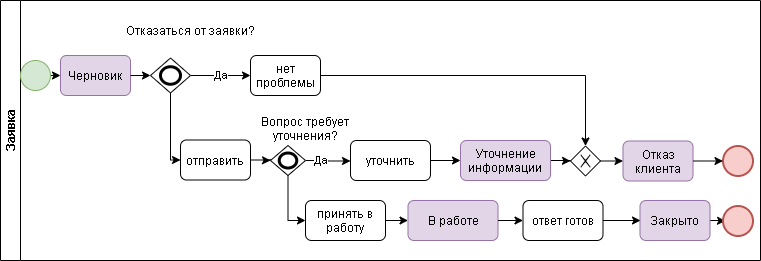 Заявка
Отказаться от заявки?
Черновик
Да
нет
проблемы
Вопрос требует
уточнения?
отправить
Да
уточнить
Уточнение
информации
X
Отказ
клиента
принять в
работу
В работе
ответ готов
Закрыто